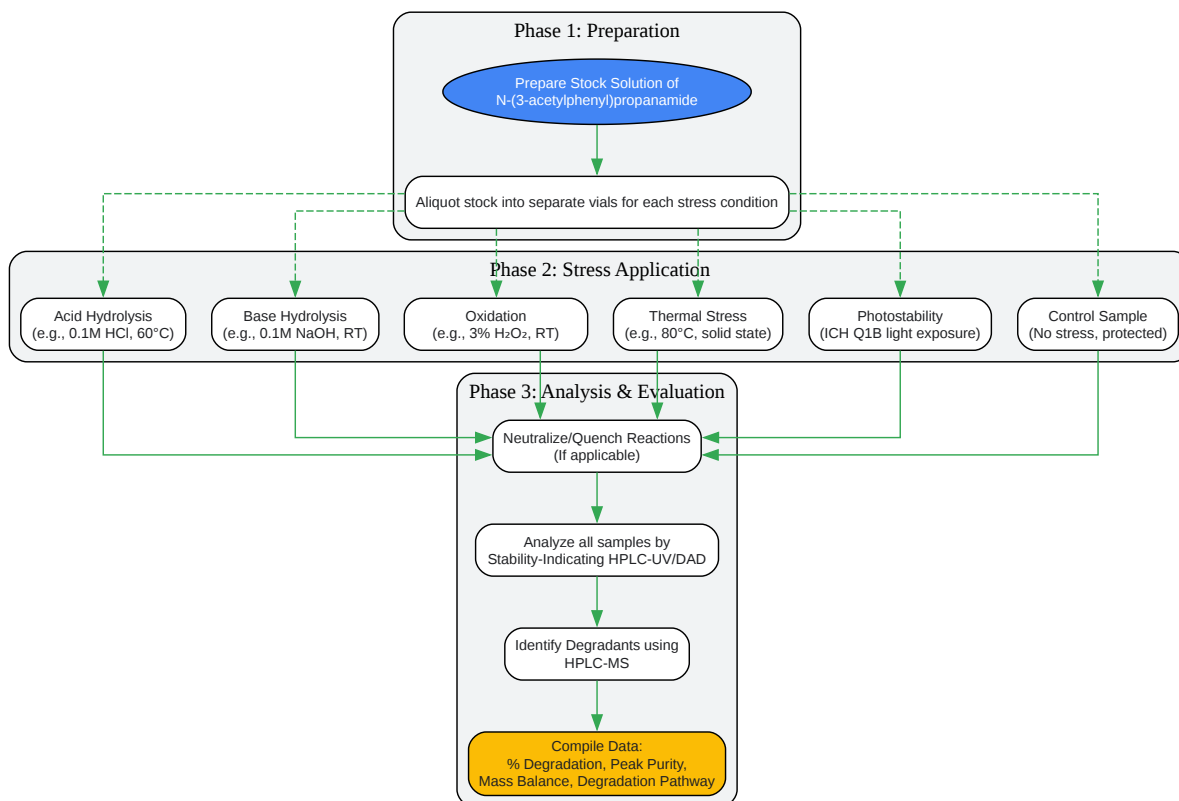 Phase 1: Preparation
Prepare Stock Solution of
N-(3-acetylphenyl)propanamide
Aliquot stock into separate vials for each stress condition
Phase 2: Stress Application
Acid Hydrolysis
(e.g., 0.1M HCl, 60°C)
Base Hydrolysis
(e.g., 0.1M NaOH, RT)
Oxidation
(e.g., 3% H₂O₂, RT)
Thermal Stress
(e.g., 80°C, solid state)
Photostability
(ICH Q1B light exposure)
Control Sample
(No stress, protected)
Phase 3: Analysis & Evaluation
Neutralize/Quench Reactions
(If applicable)
Analyze all samples by
Stability-Indicating HPLC-UV/DAD
Identify Degradants using
HPLC-MS
Compile Data:
% Degradation, Peak Purity,
Mass Balance, Degradation Pathway